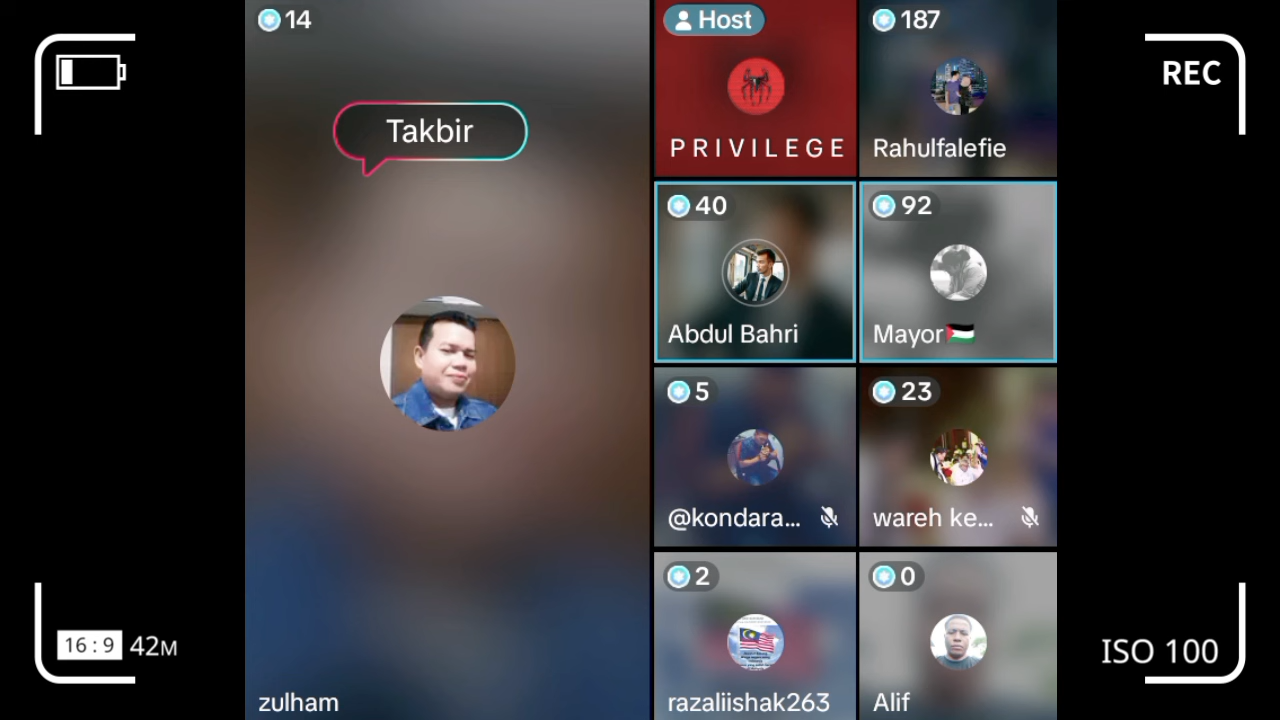 14
Takbir
zulham
Host
PRIVILEGE
187
Rahulfalefie
40
Abdul Bahri
92
Mayor🇵🇸
5
@kondara...
23
wareh ke...
2
razaliishak263
0
Alif
REC
16:9 42M
ISO 100